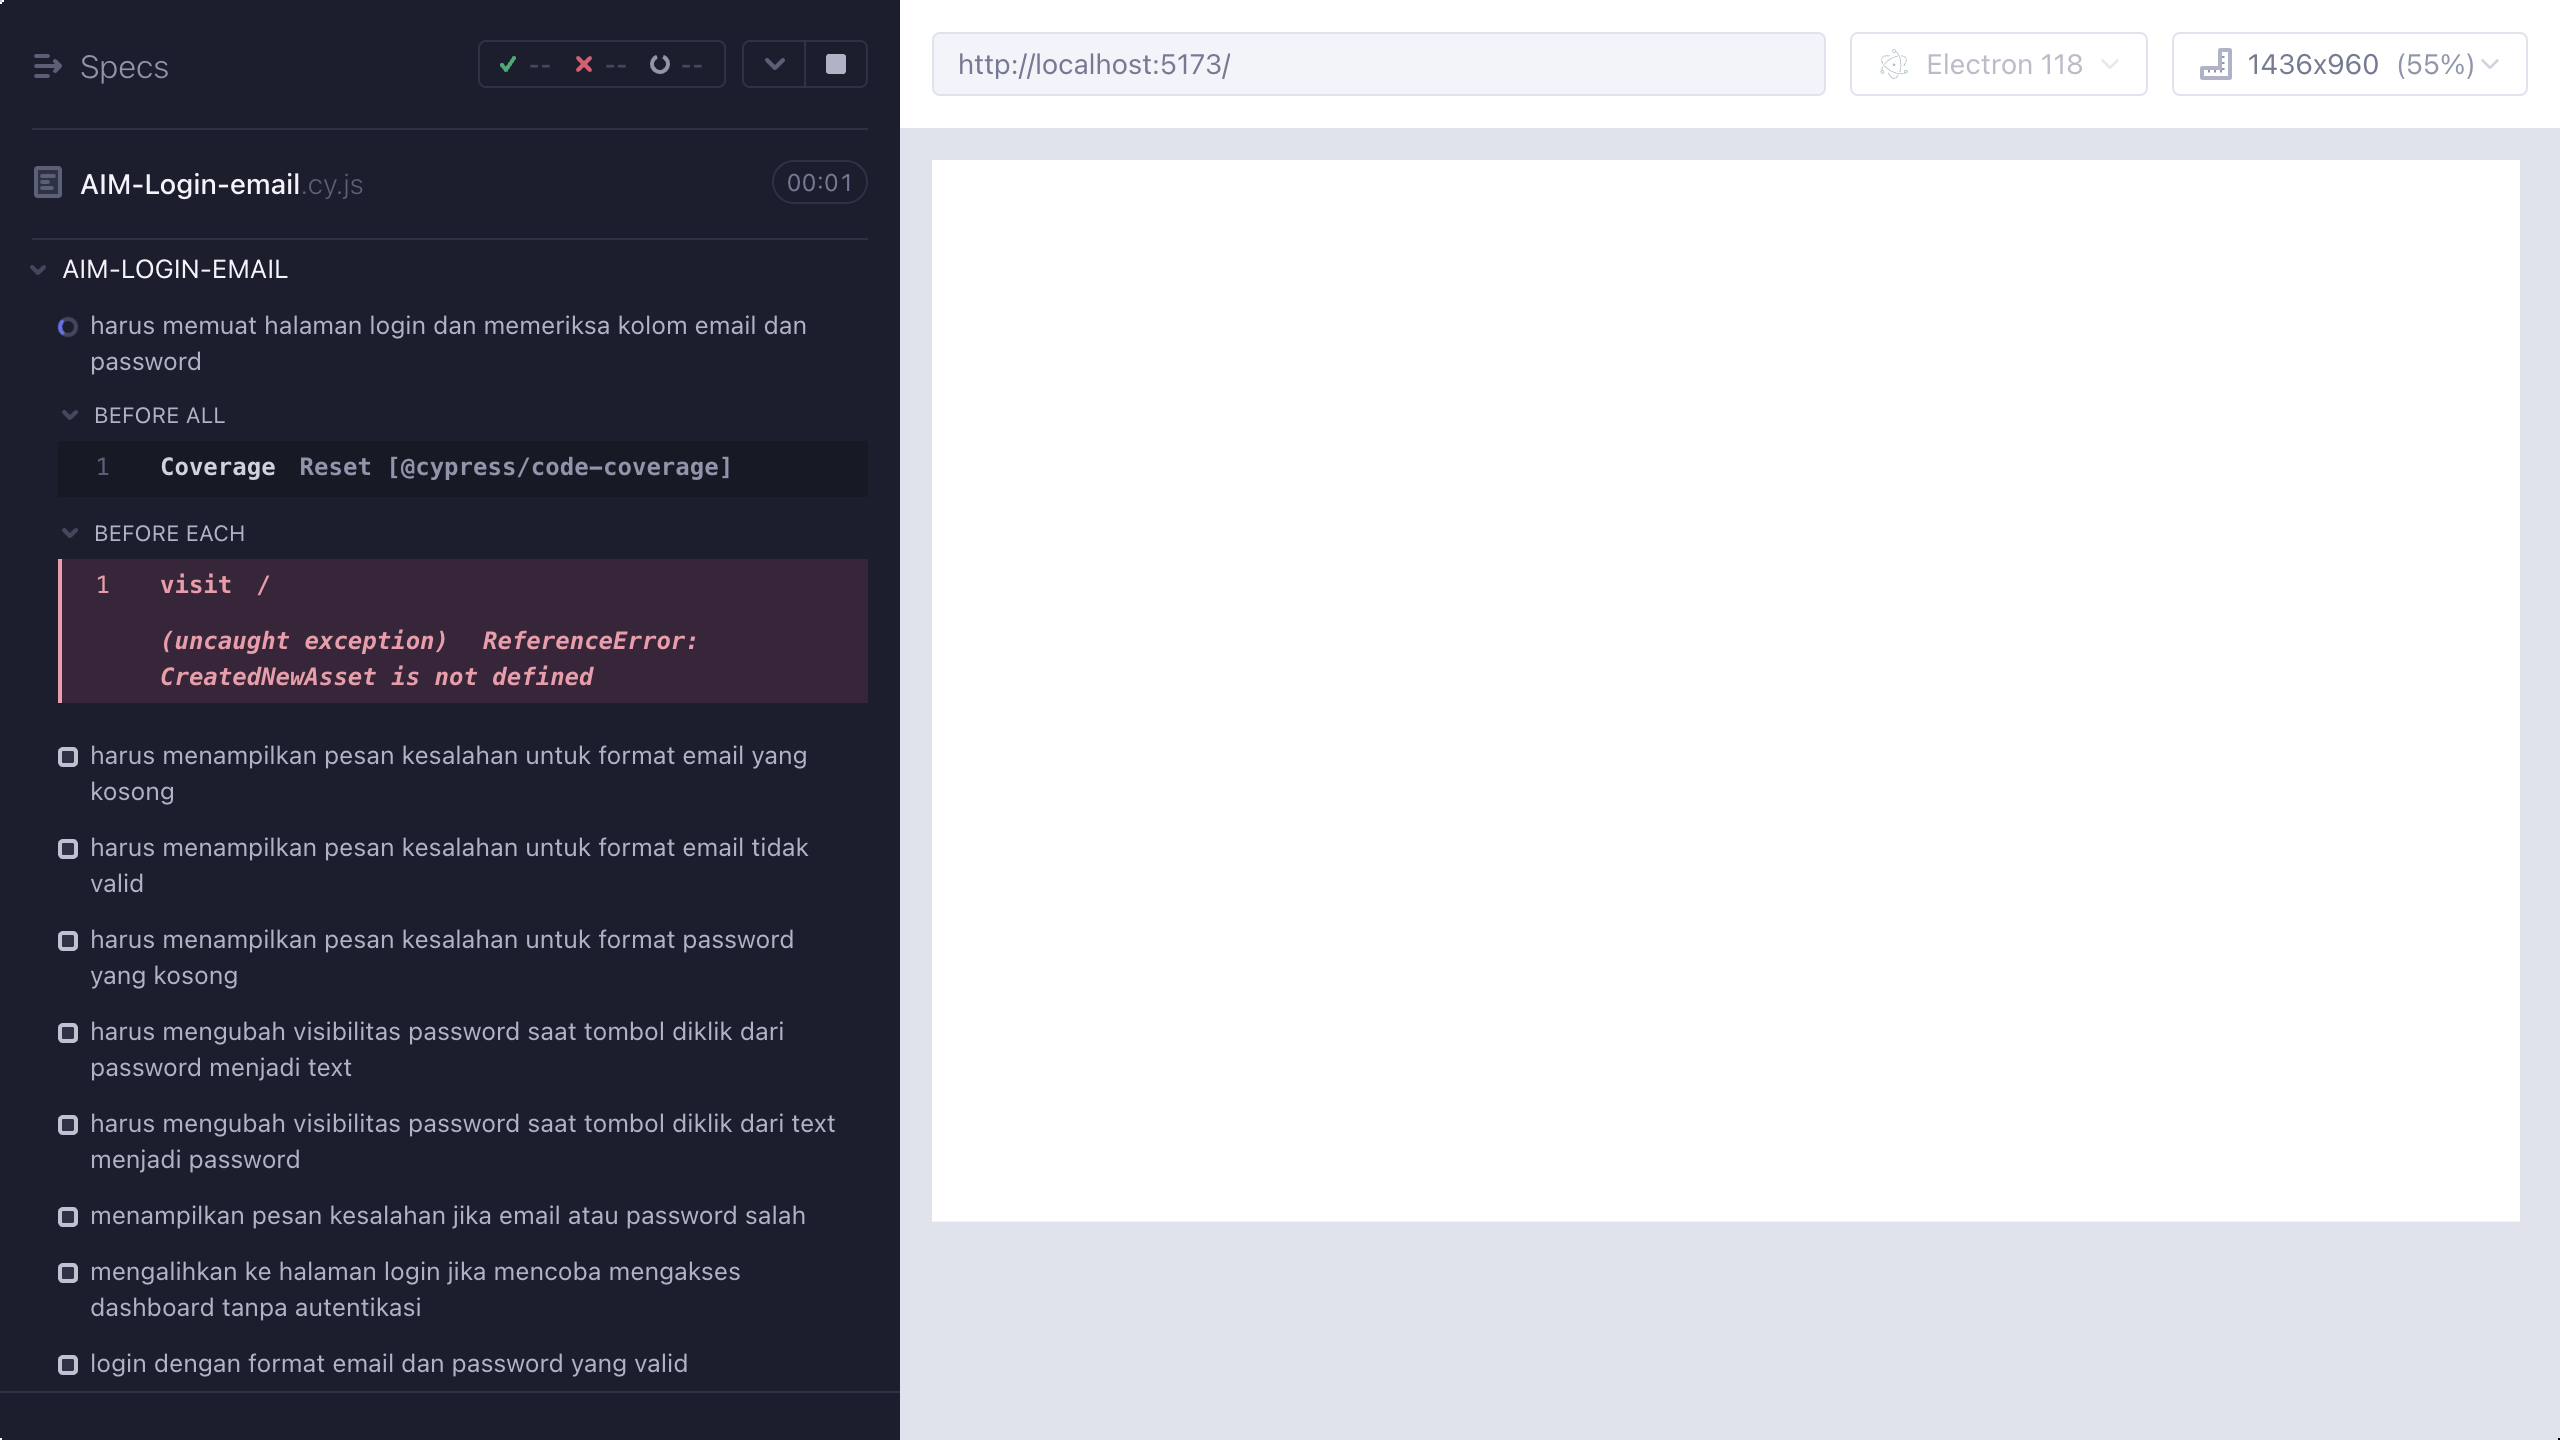 Specs
-- -- --
AIM-Login-email.cy.js 00:01
AIM-LOGIN-EMAIL
harus memuat halaman login dan memeriksa kolom email dan
password
BEFORE ALL
1 Coverage Reset [@cypress/code-coverage]
BEFORE EACH
1 visit /
(uncaught exception) ReferenceError:
CreatedNewAsset is not defined
harus menampilkan pesan kesalahan untuk format email yang
kosong
harus menampilkan pesan kesalahan untuk format email tidak
valid
harus menampilkan pesan kesalahan untuk format password
yang kosong
harus mengubah visibilitas password saat tombol diklik dari
password menjadi text
harus mengubah visibilitas password saat tombol diklik dari text
menjadi password
menampilkan pesan kesalahan jika email atau password salah
mengalihkan ke halaman login jika mencoba mengakses
dashboard tanpa autentikasi
login dengan format email dan password yang valid
http://localhost:5173/
Electron 118
1436x960 (55%)